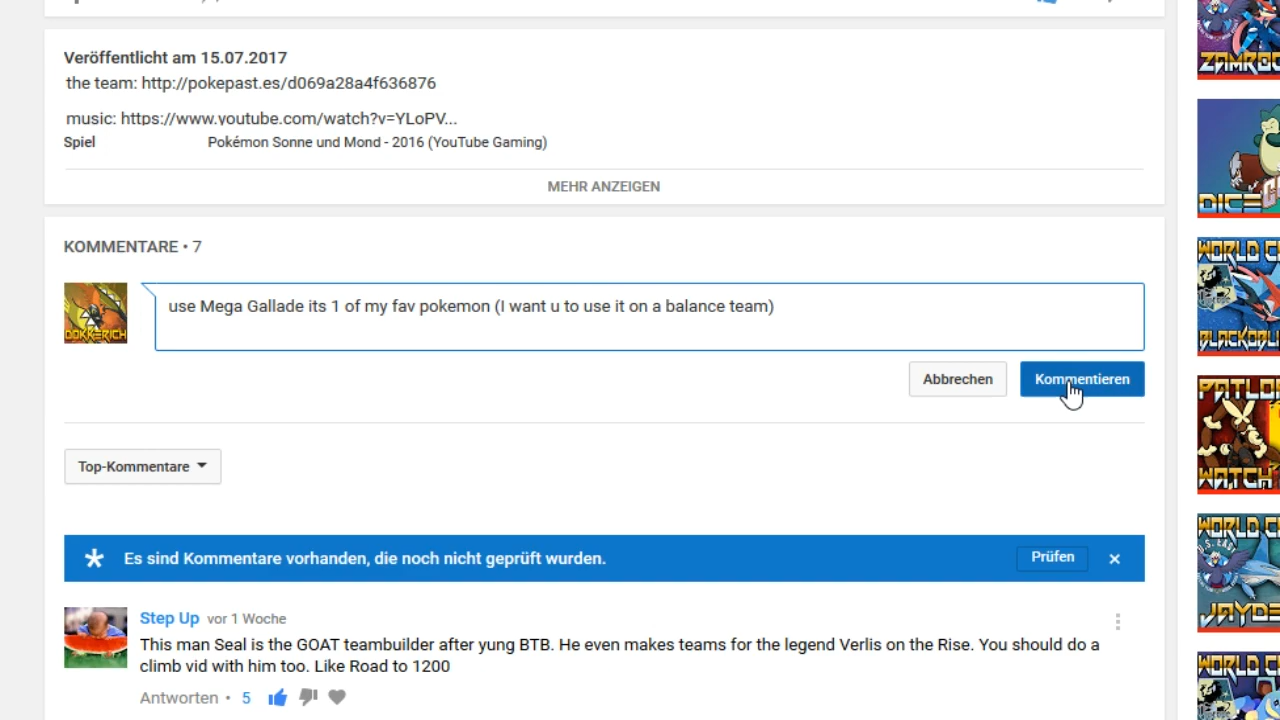 Veröffentlicht am 15.07.2017
the team: http://pokepast.es/d069a28a4f636876
music: https://www.youtube.com/watch?v=YLoPV...
Spiel Pokémon Sonne und Mond - 2016 (YouTube Gaming)
MEHR ANZEIGEN
KOMMENTARE • 7
use Mega Gallade its 1 of my fav pokemon (I want u to use it on a balance team)
Abbrechen Kommentieren
Top-Kommentare
Es sind Kommentare vorhanden, die noch nicht geprüft wurden. Prüfen
Step Up vor 1 Woche
This man Seal is the GOAT teambuilder after yung BTB. He even makes teams for the legend Verlis on the Rise. You should do a
climb vid with him too. Like Road to 1200
Antworten • 5
DICE
WORLD
WATCH
WORLD
WORLD